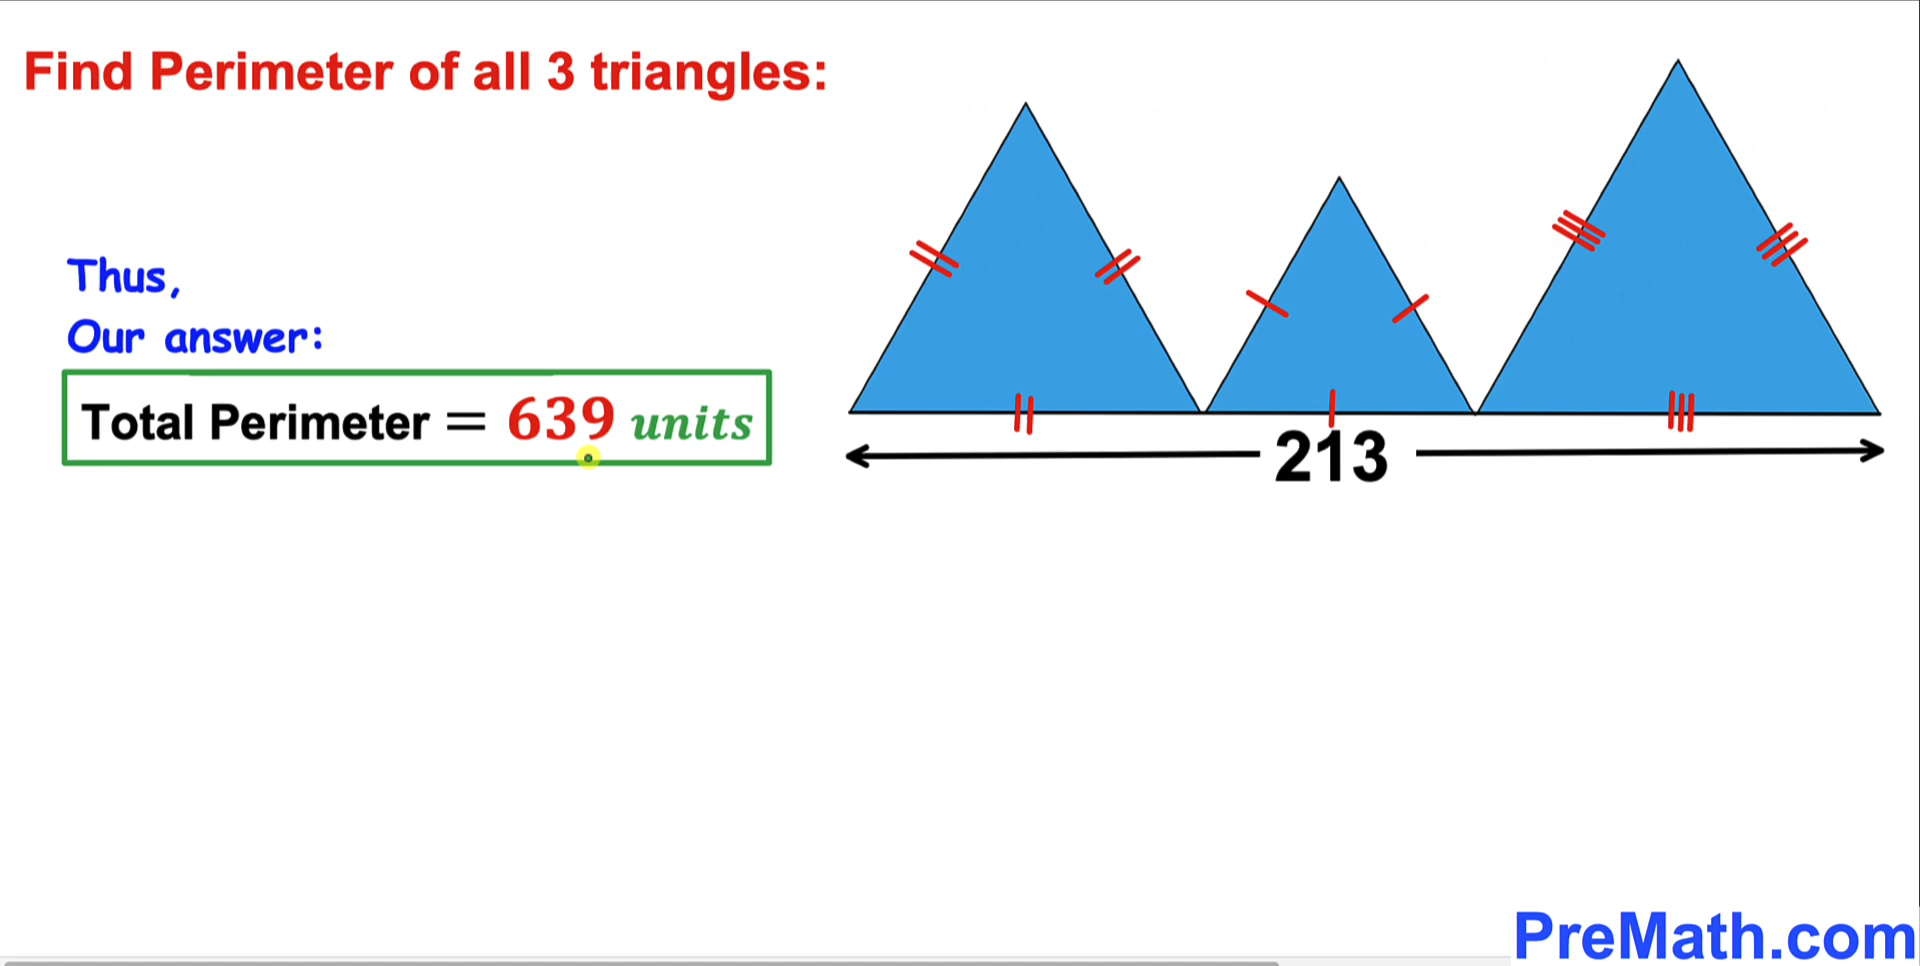 Find Perimeter of all 3 triangles:
Thus,
Our answer:
Total Perimeter = 639 units
213
PreMath.com